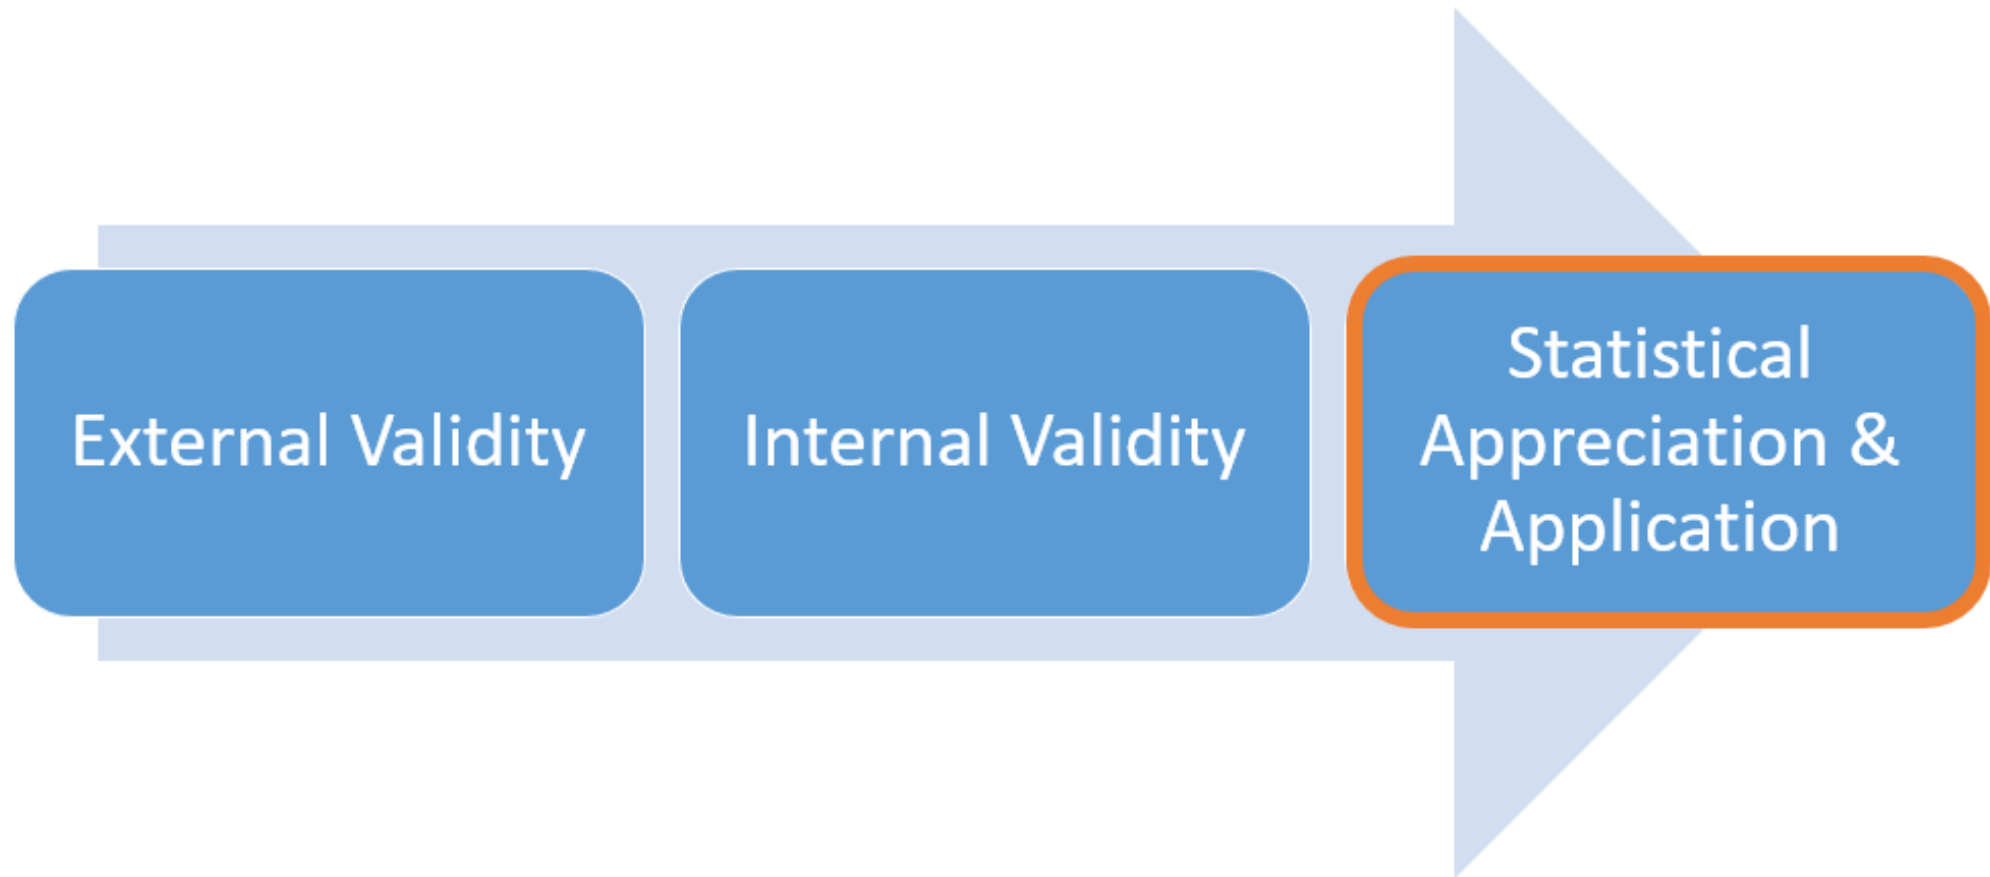 External Validity
Internal Validity
Statistical
Appreciation &
Application